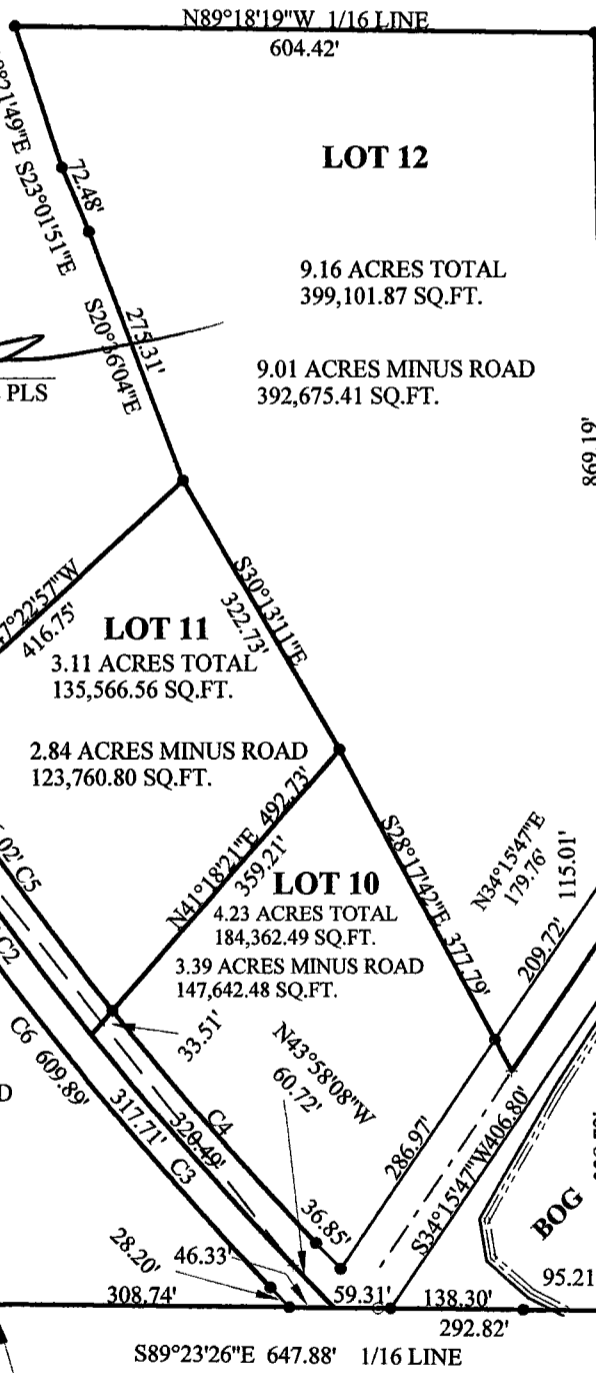 N89°18'19"W 1/16 LINE
604.42'
21'49"E
S23°01'51"E
72.48'
LOT 12
9.16 ACRES TOTAL
399,101.87 SQ.FT.
9.01 ACRES MINUS ROAD
392,675.41 SQ.FT.
S20°36'04"E
275.31'
PLS
869.19'
7°22'57"W
416.75'
S30°13'11"E
322.73'
LOT 11
3.11 ACRES TOTAL
135,566.56 SQ.FT.
2.84 ACRES MINUS ROAD
123,760.80 SQ.FT.
N41°18'21"E 492.73'
359.21'
LOT 10
4.23 ACRES TOTAL
184,362.49 SQ.FT.
3.39 ACRES MINUS ROAD
147,642.48 SQ.FT.
S28°17'42"E 377.79'
N34°15'47"E
179.76'
115.01'
209.72'
02' C5
C2
C6 609.89'
33.51'
N43°58'08"W
60.72'
D
317.71' C3
320.49'
C4
286.97'
S34°15'47"W 406.80'
36.85'
28.20'
46.33'
BOG
95.21
308.74'
59.31'
138.30'
292.82'
S89°23'26"E 647.88' 1/16 LINE